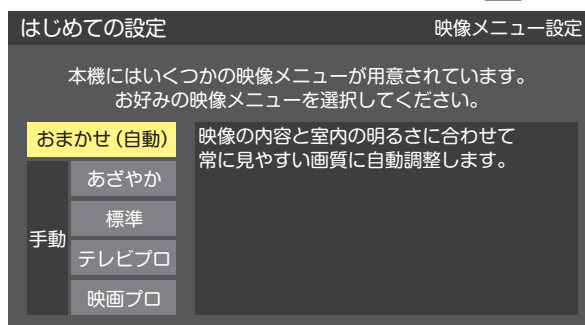 はじめての設定
映像メニュー設定
本機にはいくつかの映像メニューが用意されています。
お好みの映像メニューを選択してください。
おまかせ（自動）
手動
あざやか
標準
テレビプロ
映画プロ
映像の内容と室内の明るさに合わせて
常に見やすい画質に自動調整します。